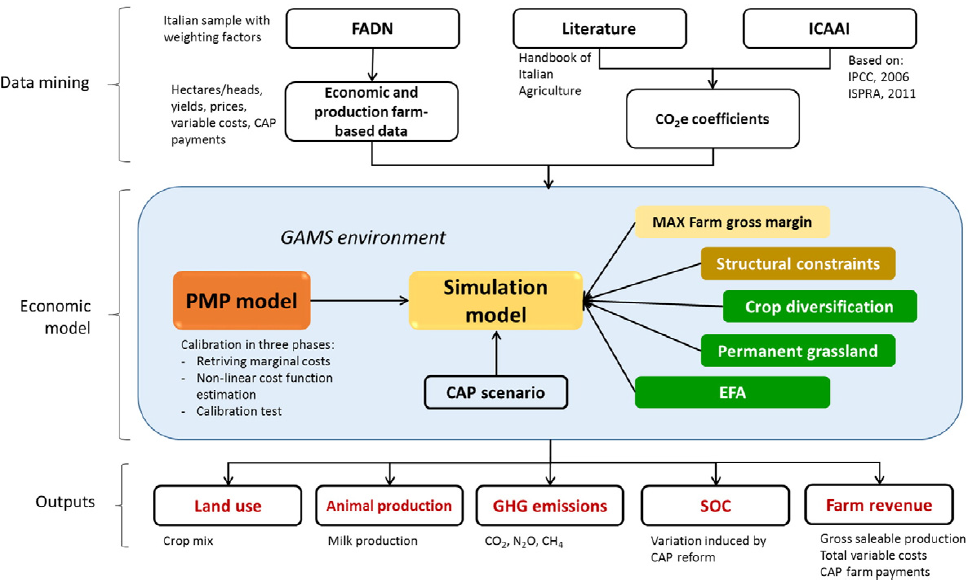 Data mining
Italian sample with
weighting factors
FADN
Literature
ICAAI
Handbook of
Italian
Agriculture
Based on:
IPCC, 2006
ISPRA, 2011
Hectares/heads,
yields, prices,
variable costs, CAP
payments
Economic and
production farm-
based data
CO₂e coefficients
Economic
model
GAMS environment
MAX Farm gross margin
Structural constraints
PMP model
Simulation
model
Crop diversification
Permanent grassland
EFA
Calibration in three phases:
- Retriving marginal costs
- Non-linear cost function
estimation
- Calibration test
CAP scenario
Outputs
Land use
Animal production
GHG emissions
SOC
Farm revenue
Crop mix
Milk production
CO₂, N₂O, CH₄
Variation induced by
CAP reform
Gross saleable production
Total variable costs
CAP farm payments